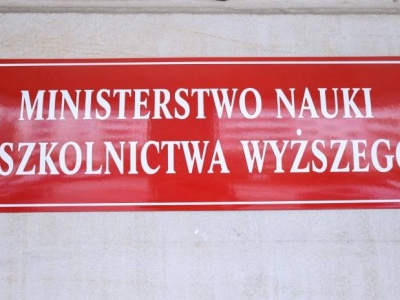 MINISTERSTWO NAUKI
SZKOLNICTWA WYŻSZEGO